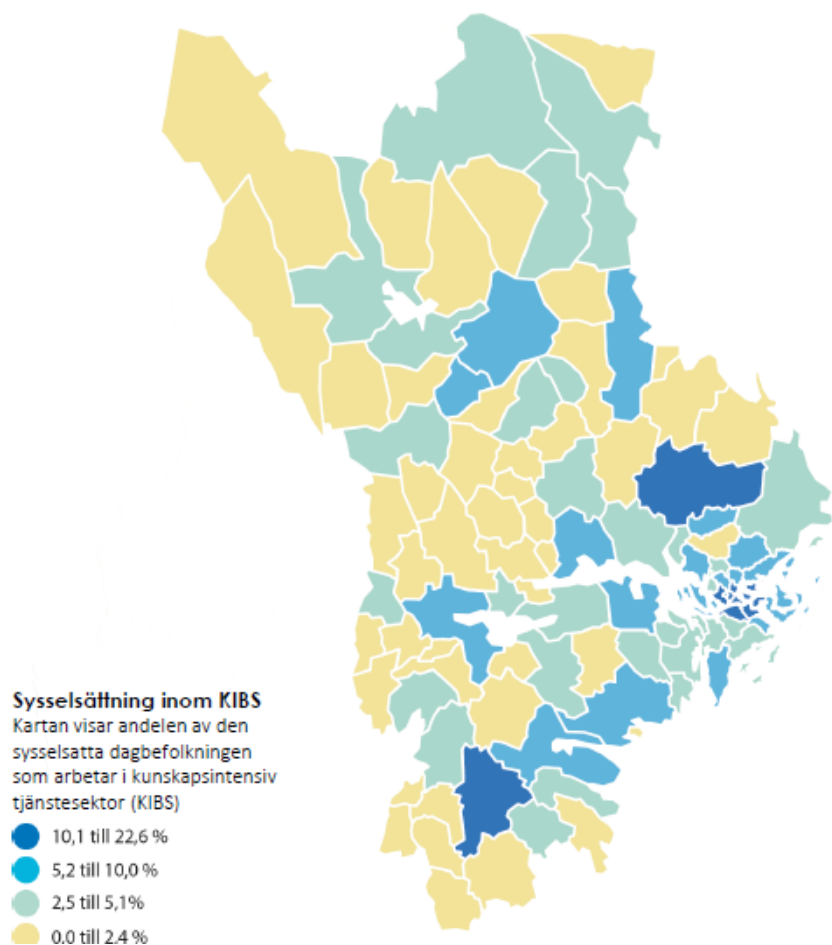 Sysselsättning inom KIBS
Kartan visar andelen av den
sysselsatta dagbefolkningen
som arbetar i kunskapsintensiv
tjänstesektor (KIBS)
10,1 till 22,6 %
5,2 till 10,0 %
2,5 till 5,1%
0,0 till 2,4 %